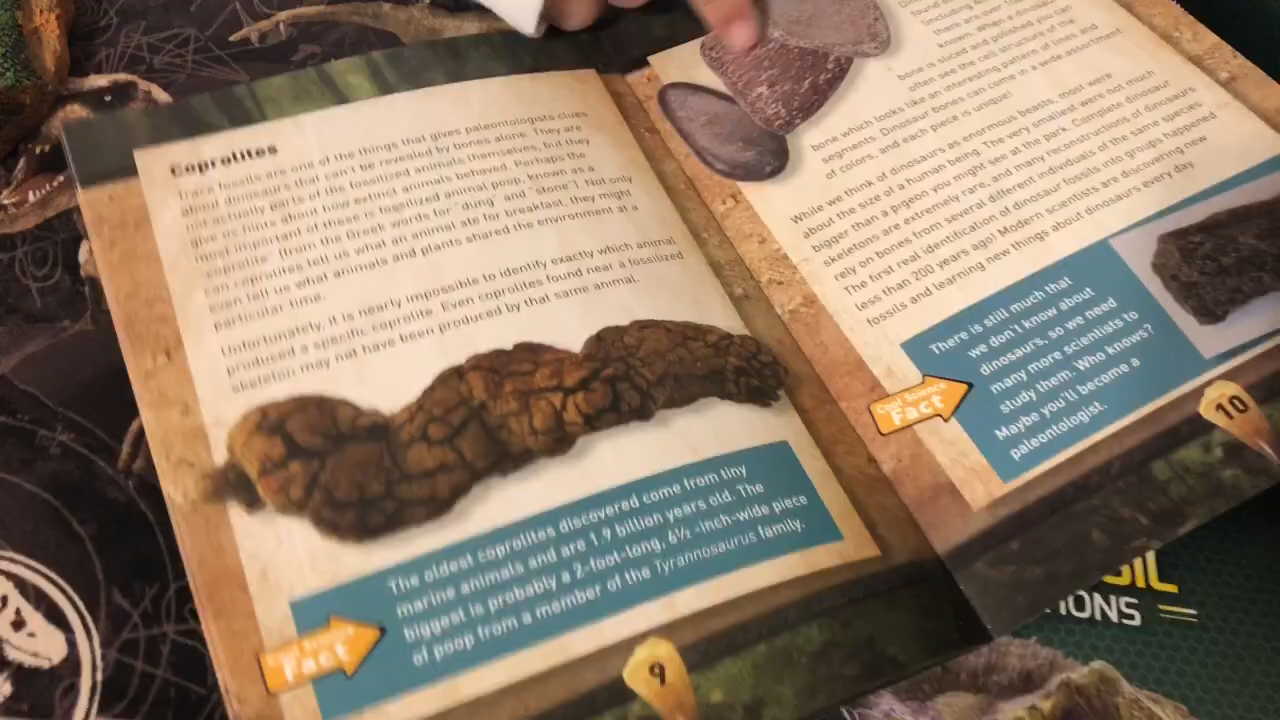 Coprolites
Trace fossils are one of the things that gives paleontologists clues
about dinosaurs that can't be revealed by bones alone. They are
not actually parts of the fossilized animals themselves, but they
give us hints about how extinct animals behaved. Perhaps the
most important of these is fossilized animal poop, known as a
coprolite (from the Greek words for "dung" and "stone"). Not only
can coprolites tell us what an animal ate for breakfast, they might
even tell us what animals and plants shared the environment at a
particular time.
Unfortunately, it is nearly impossible to identify exactly which animal
produced a specific coprolite. Even coprolites found near a fossilized
skeleton may not have been produced by that same animal.
The oldest coprolites discovered come from tiny
marine animals and are 1.9 billion years old. The
biggest is probably a 2-foot-long, 6½ -inch-wide piece
of poop from a member of the Tyrannosaurus family.
Cool Science
Fact
9
found
(including
there are over
known. When a dinosaur
bone is sliced and polished you can
often see the cell structure of the
bone which looks like an interesting pattern of lines and
segments. Dinosaur bones can come in a wide assortment
of colors, and each piece is unique!
While we think of dinosaurs as enormous beasts, most were
about the size of a human being. The very smallest were not much
bigger than a pigeon you might see at the park. Complete dinosaur
skeletons are extremely rare, and many reconstructions of dinosaurs
rely on bones from several different individuals of the same species.
The first real identification of dinosaur fossils into groups happened
less than 200 years ago! Modern scientists are discovering new
fossils and learning new things about dinosaurs every day.
There is still much that
we don't know about
dinosaurs, so we need
many more scientists to
study them. Who knows?
Maybe you'll become a
paleontologist.
Cool Science
Fact
10